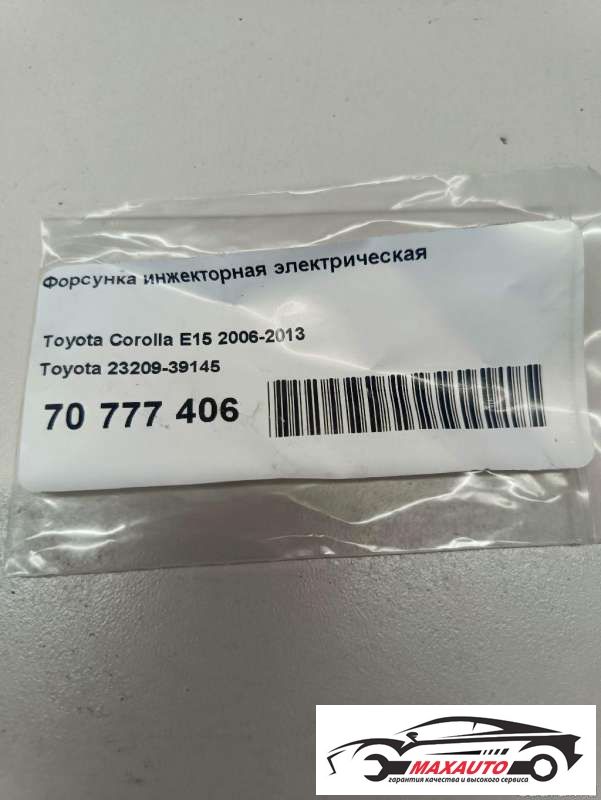 Форсунка инжекторная электрическая
Toyota Corolla E15 2006-2013
Toyota 23209-39145
70 777 406
MAXAUTO
гарантия качества и высокого сервиса